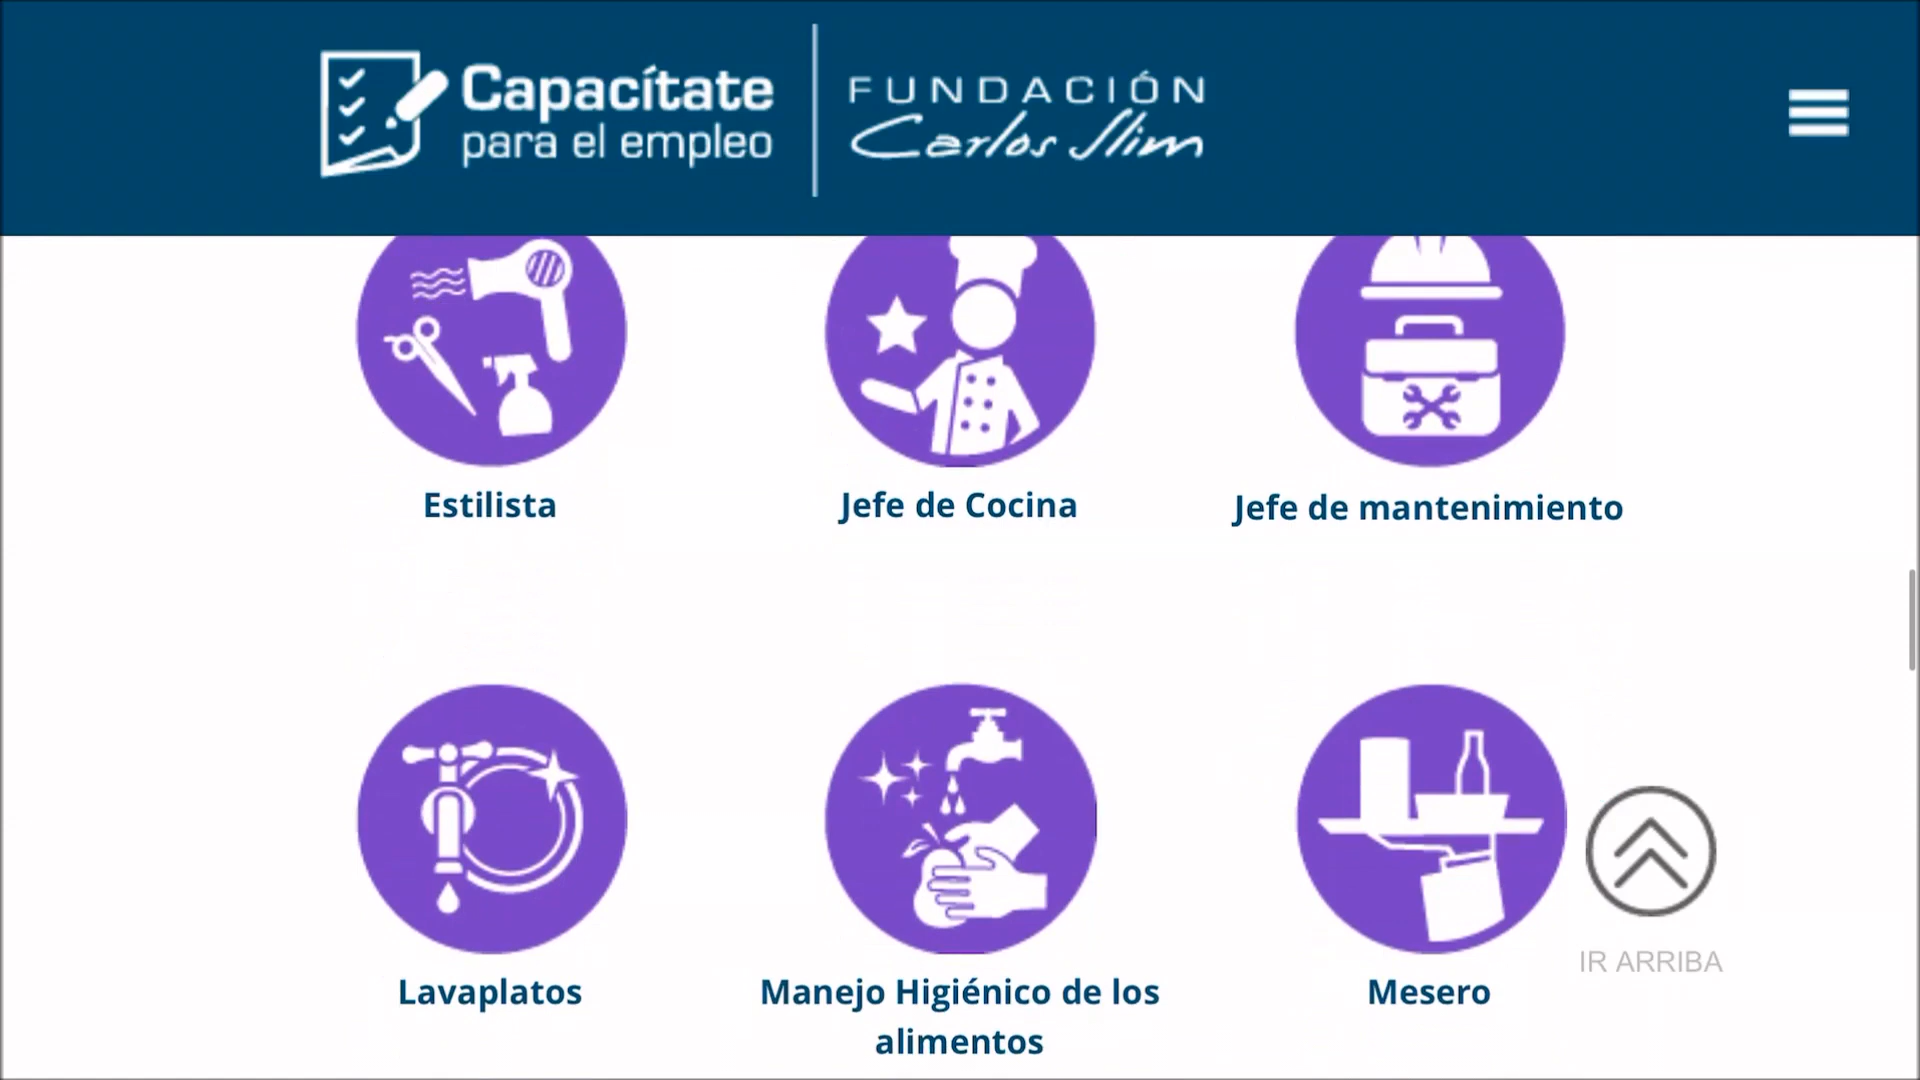 Capacítate
para el empleo
FUNDACIÓN
Carlos Slim
Estilista
Jefe de Cocina
Jefe de mantenimiento
Lavaplatos
Manejo Higiénico de los
alimentos
Mesero
IR ARRIBA